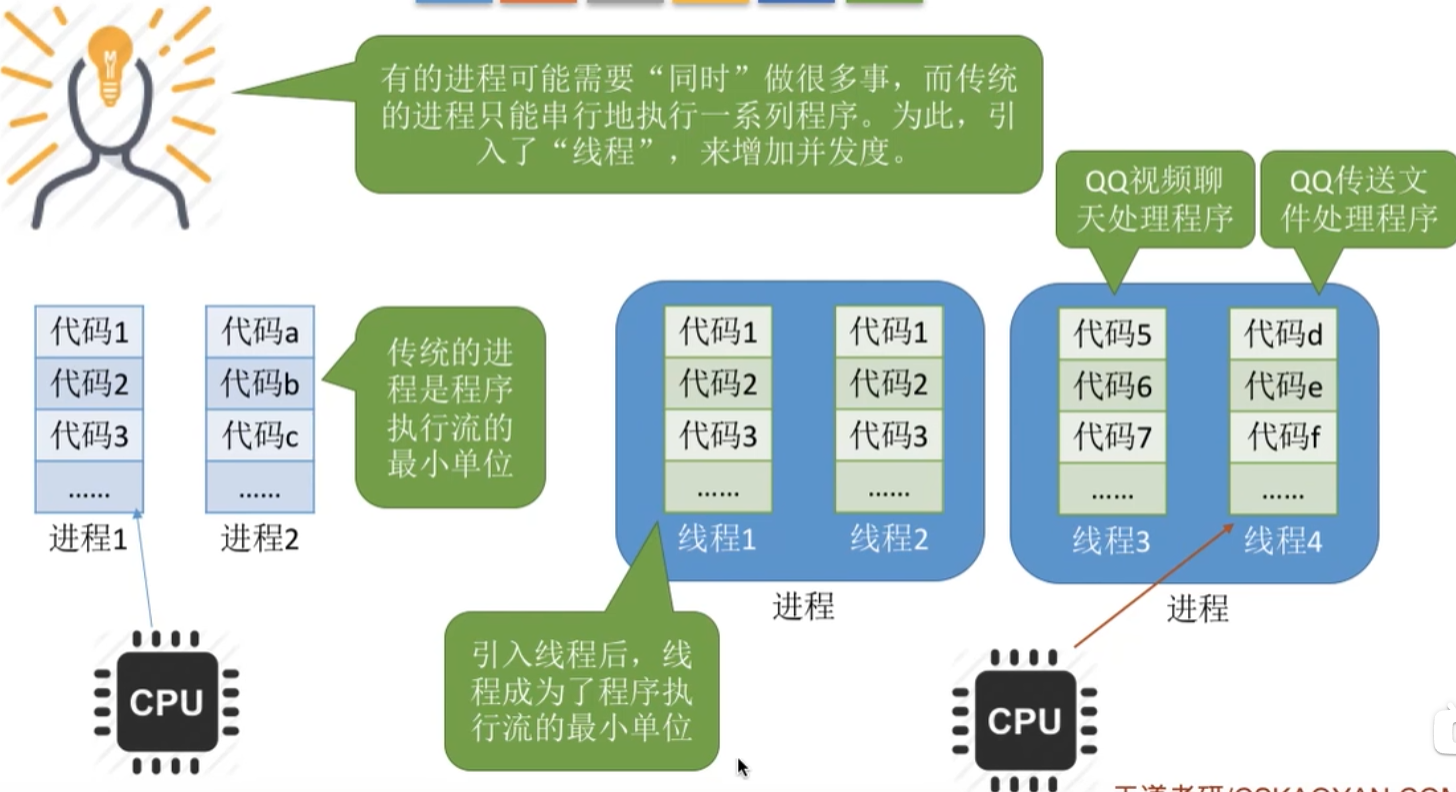 有的进程可能需要“同时”做很多事，而传统
的进程只能串行地执行一系列程序。为此，引
入了“线程”，来增加并发度。
QQ视频聊
天处理程序
QQ传送文
件处理程序
代码1
代码2
代码3
……
进程1
代码a
代码b
代码c
……
进程2
传统的进
程是程序
执行流的
最小单位
代码1
代码2
代码3
……
线程1
代码1
代码2
代码3
……
线程2
进程
代码5
代码6
代码7
……
线程3
代码d
代码e
代码f
……
线程4
进程
引入线程后，线
程成为了程序执
行流的最小单位
CPU
CPU